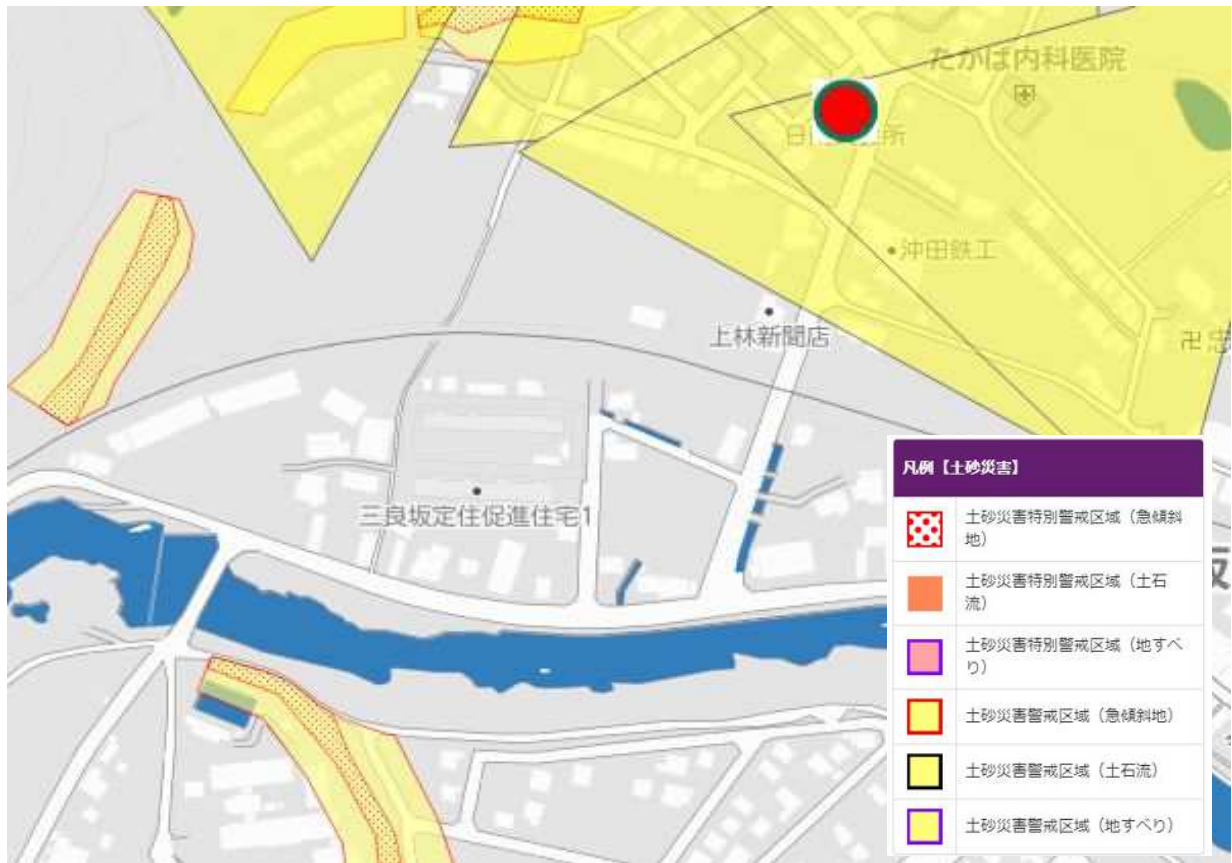 たかば内科医院
沖田鉄工
上林新聞店
卍
三良坂定住促進住宅1
坂
凡例【土砂災害】
土砂災害特別警戒区域（急傾斜
地）
土砂災害特別警戒区域（土石
流）
土砂災害特別警戒区域（地すべ
り）
土砂災害警戒区域（急傾斜地）
土砂災害警戒区域（土石流）
土砂災害警戒区域（地すべり）